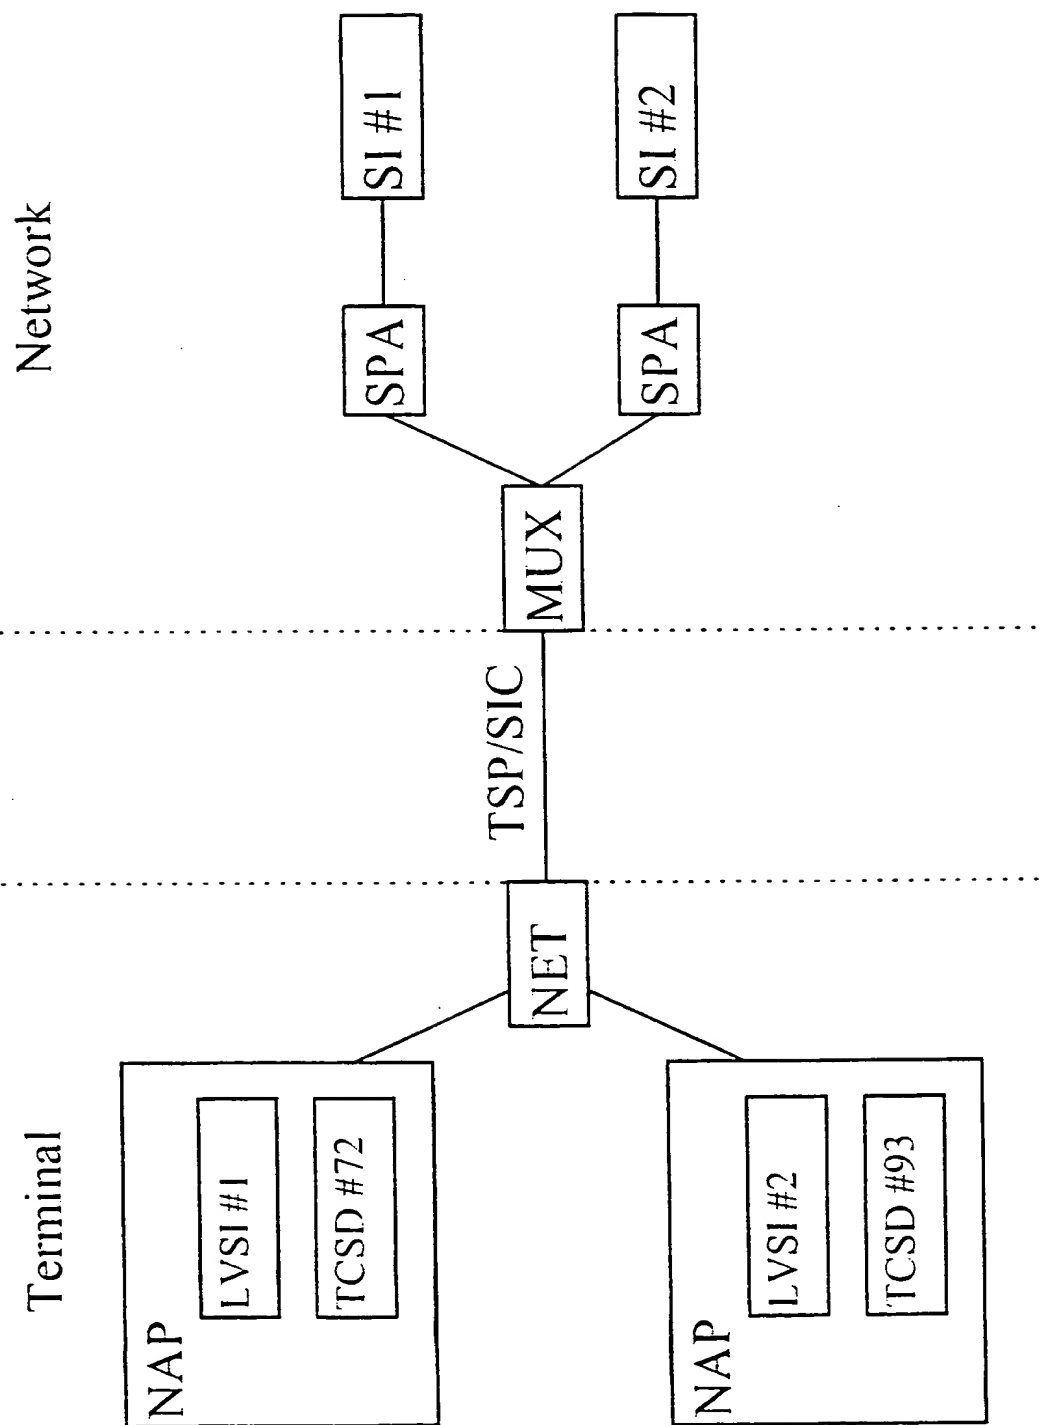 Terminal
Network
NAP
LVSI #1
TCSD #72
NET
TSP/SIC
MUX
SPA
SI #1
SPA
SI #2
NAP
LVSI #2
TCSD #93